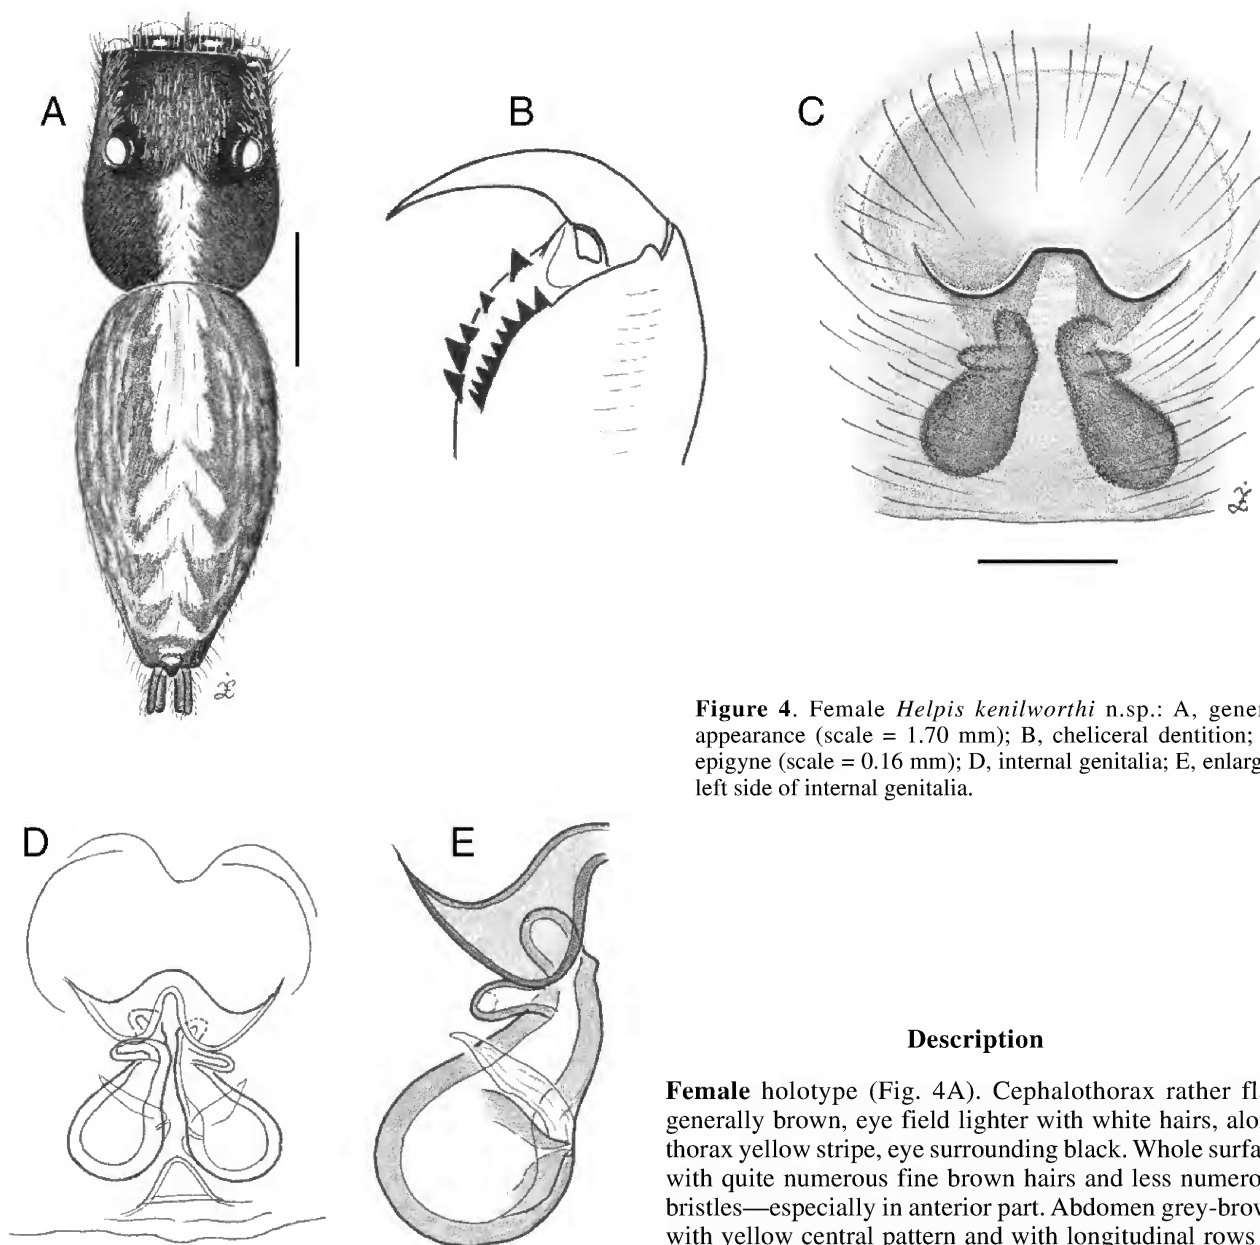 A
B
C
Figure 4. Female Helpis kenilworthi n.sp.: A, gener
appearance (scale = 1.70 mm); B, cheliceral dentition;
epigyne (scale = 0.16 mm); D, internal genitalia; E, enlarg
left side of internal genitalia.
D
E
Description
Female holotype (Fig. 4A). Cephalothorax rather fl
generally brown, eye field lighter with white hairs, alo
thorax yellow stripe, eye surrounding black. Whole surfa
with quite numerous fine brown hairs and less numero
bristles—especially in anterior part. Abdomen grey-brow
with yellow central pattern and with longitudinal rows